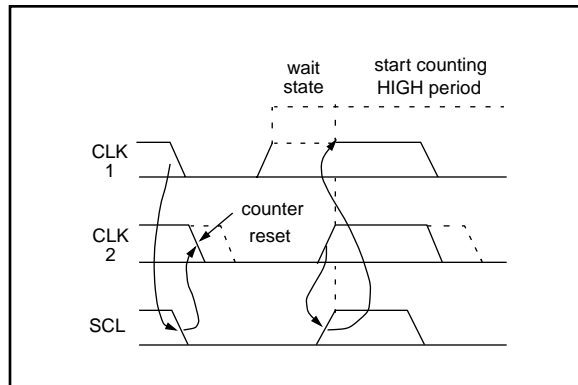 wait
state
start counting
HIGH period
CLK
1
counter
reset
CLK
2
SCL